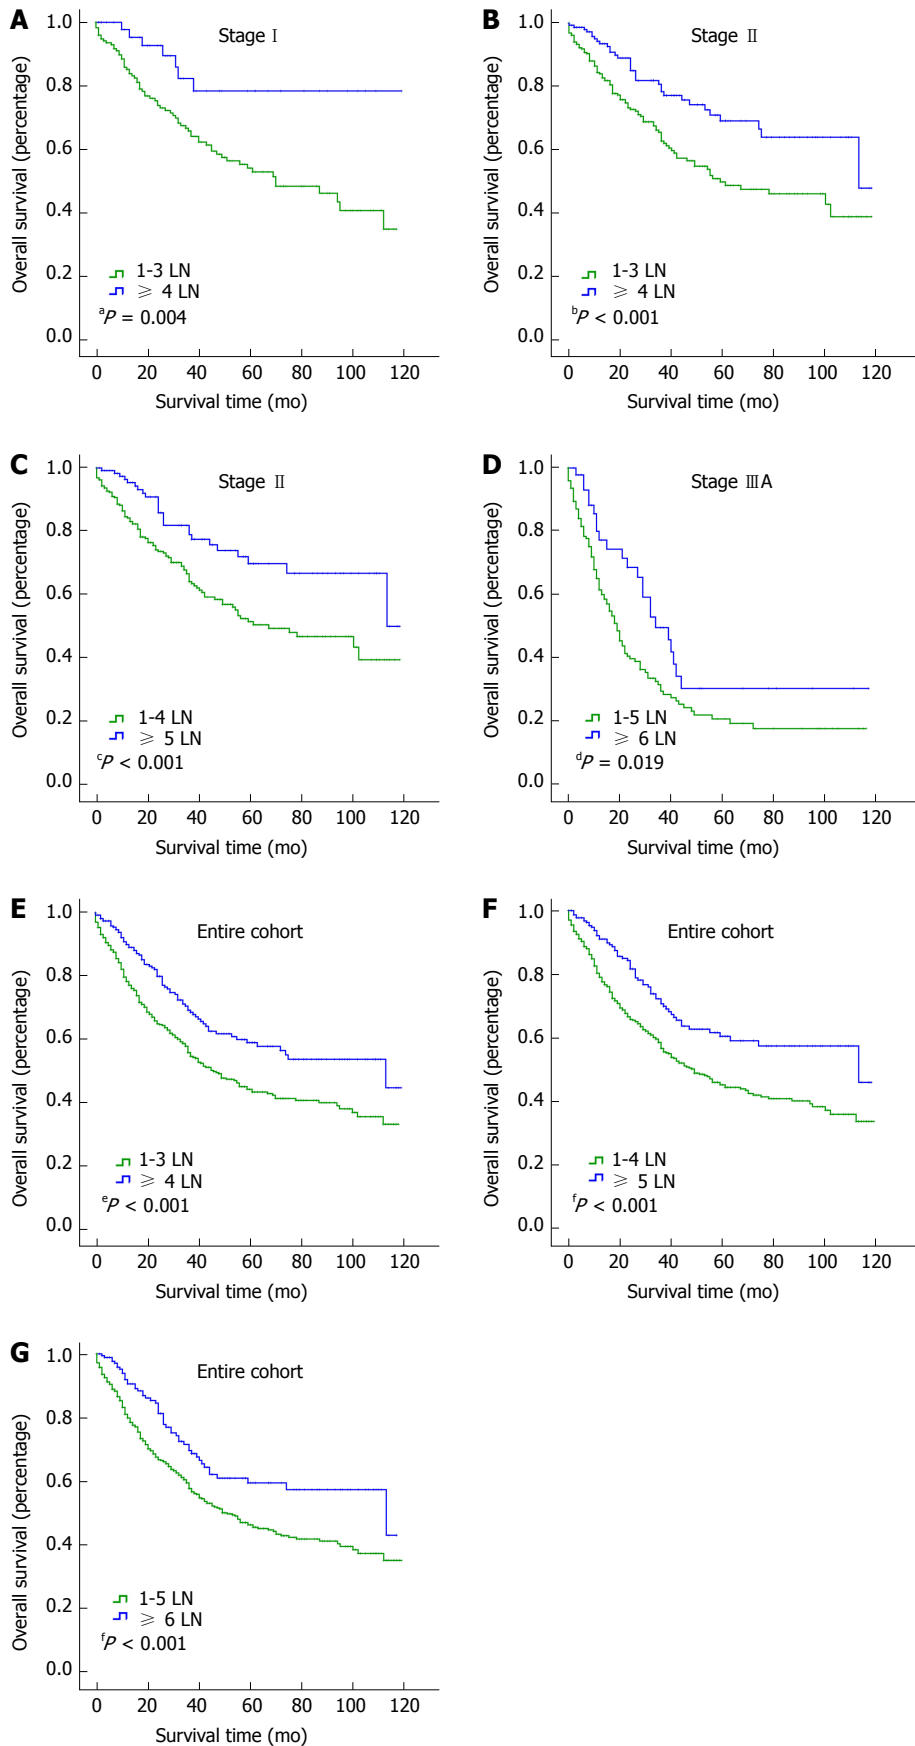 A
Stage Ⅰ
Overall survival (percentage)
1.0
0.8
0.6
0.4
0.2
0.0
1-3 LN
≥ 4 LN
aP = 0.004
0 20 40 60 80 100 120
Survival time (mo)
B
Stage Ⅱ
Overall survival (percentage)
1.0
0.8
0.6
0.4
0.2
0.0
1-3 LN
≥ 4 LN
bP < 0.001
0 20 40 60 80 100 120
Survival time (mo)
C
Stage Ⅱ
Overall survival (percentage)
1.0
0.8
0.6
0.4
0.2
0.0
1-4 LN
≥ 5 LN
cP < 0.001
0 20 40 60 80 100 120
Survival time (mo)
D
Stage ⅢA
Overall survival (percentage)
1.0
0.8
0.6
0.4
0.2
0.0
1-5 LN
≥ 6 LN
dP = 0.019
0 20 40 60 80 100 120
Survival time (mo)
E
Entire cohort
Overall survival (percentage)
1.0
0.8
0.6
0.4
0.2
0.0
1-3 LN
≥ 4 LN
eP < 0.001
0 20 40 60 80 100 120
Survival time (mo)
F
Entire cohort
Overall survival (percentage)
1.0
0.8
0.6
0.4
0.2
0.0
1-4 LN
≥ 5 LN
fP < 0.001
0 20 40 60 80 100 120
Survival time (mo)
G
Entire cohort
Overall survival (percentage)
1.0
0.8
0.6
0.4
0.2
0.0
1-5 LN
≥ 6 LN
fP < 0.001
0 20 40 60 80 100 120
Survival time (mo)